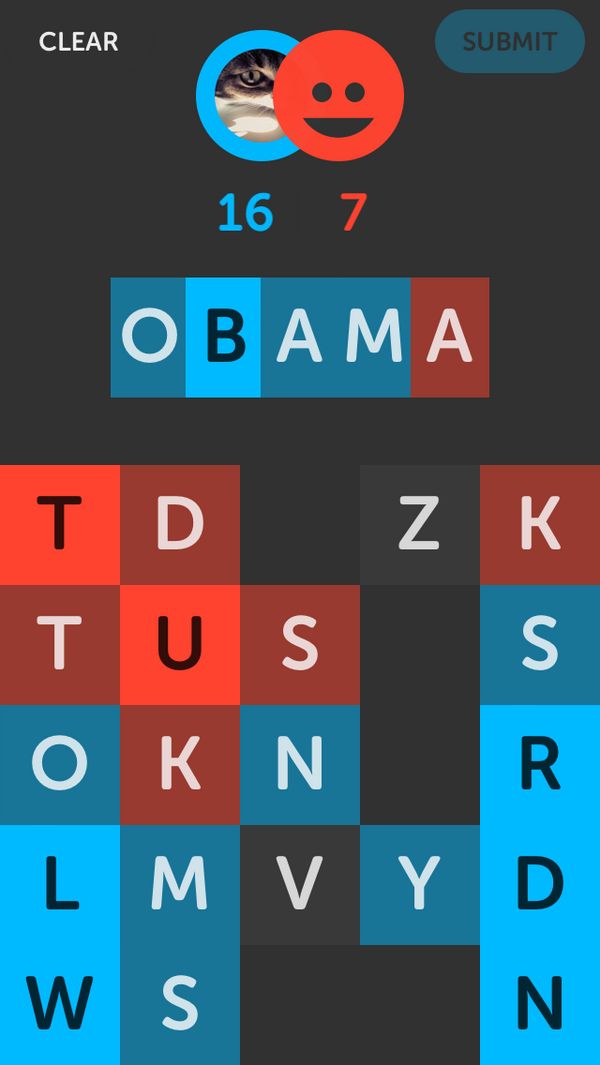 CLEAR SUBMIT
16 7
OBAMA
T D Z K
T U S S
O K N R
L M V Y D
W S N